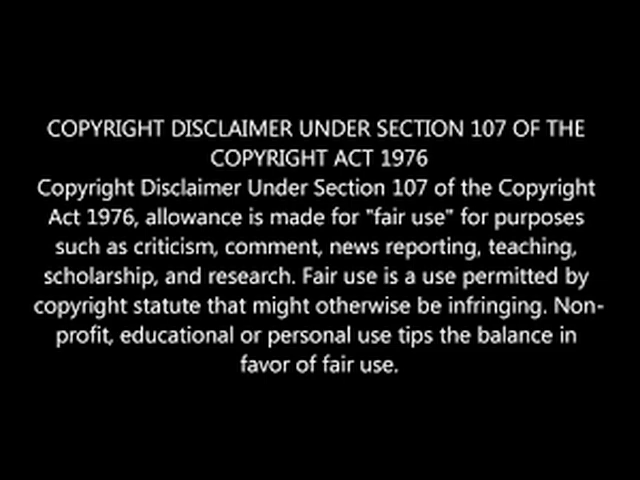 COPYRIGHT DISCLAIMER UNDER SECTION 107 OF THE
COPYRIGHT ACT 1976
Copyright Disclaimer Under Section 107 of the Copyright
Act 1976, allowance is made for "fair use" for purposes
such as criticism, comment, news reporting, teaching,
scholarship, and research. Fair use is a use permitted by
copyright statute that might otherwise be infringing. Non-
profit, educational or personal use tips the balance in
favor of fair use.